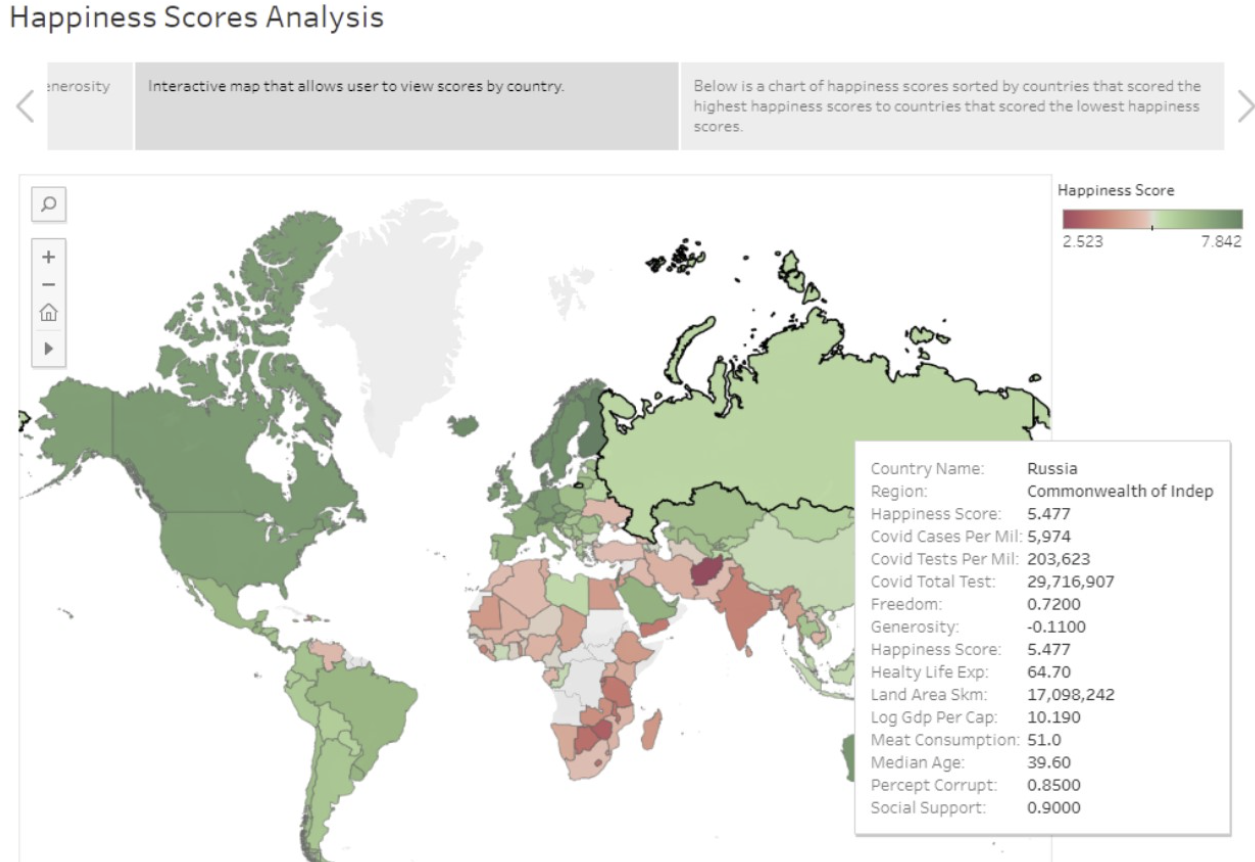 Happiness Scores Analysis
enerosity
Interactive map that allows user to view scores by country.
Below is a chart of happiness scores sorted by countries that scored the
highest happiness scores to countries that scored the lowest happiness
scores.
Happiness Score
2.523 7.842
Country Name: Russia
Region: Commonwealth of Indep
Happiness Score: 5.477
Covid Cases Per Mil: 5,974
Covid Tests Per Mil: 203,623
Covid Total Test: 29,716,907
Freedom: 0.7200
Generosity: -0.1100
Happiness Score: 5.477
Healty Life Exp: 64.70
Land Area Skm: 17,098,242
Log Gdp Per Cap: 10.190
Meat Consumption: 51.0
Median Age: 39.60
Percept Corrupt: 0.8500
Social Support: 0.9000